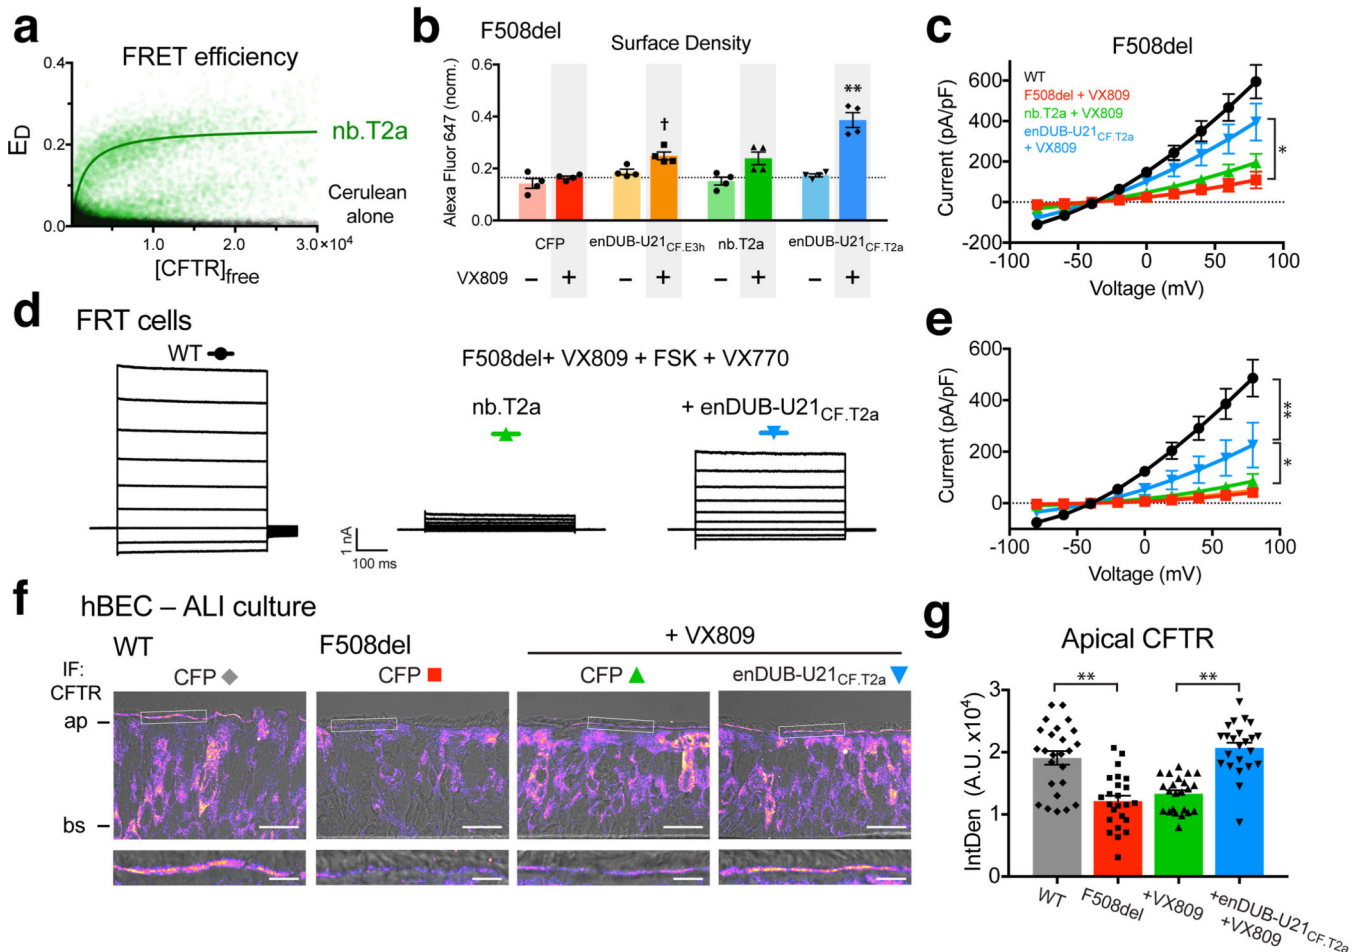 a
FRET efficiency
0.4
0.2
0.0
E_D
nb.T2a
Cerulean
alone
1.0
2.0
3.0 ×10⁴
[CFTR]free
b
F508del
Surface Density
Alexa Fluor 647 (norm.)
0.6
0.4
0.2
0.0
†
**
CFP
enDUB-U21CF.E3h
nb.T2a
enDUB-U21CF.T2a
VX809
– + – + – + – +
c
F508del
WT
F508del + VX809
nb.T2a + VX809
enDUB-U21CF.T2a
+ VX809
Current (pA/pF)
600
400
200
0
-200
-100
-50
0
50
100
*
Voltage (mV)
d
FRT cells
WT
F508del+ VX809 + FSK + VX770
nb.T2a
+ enDUB-U21CF.T2a
1 nA
100 ms
e
Current (pA/pF)
600
400
200
0
-100
-50
0
50
100
**
*
Voltage (mV)
f
hBEC – ALI culture
WT
F508del
+ VX809
IF:
CFTR
CFP
CFP
CFP
enDUB-U21CF.T2a
ap
bs
g
Apical CFTR
IntDen (A.U. x10⁴)
3
2
1
0
**
**
WT
F508del
+VX809
+enDUB-U21CF.T2a
+VX809